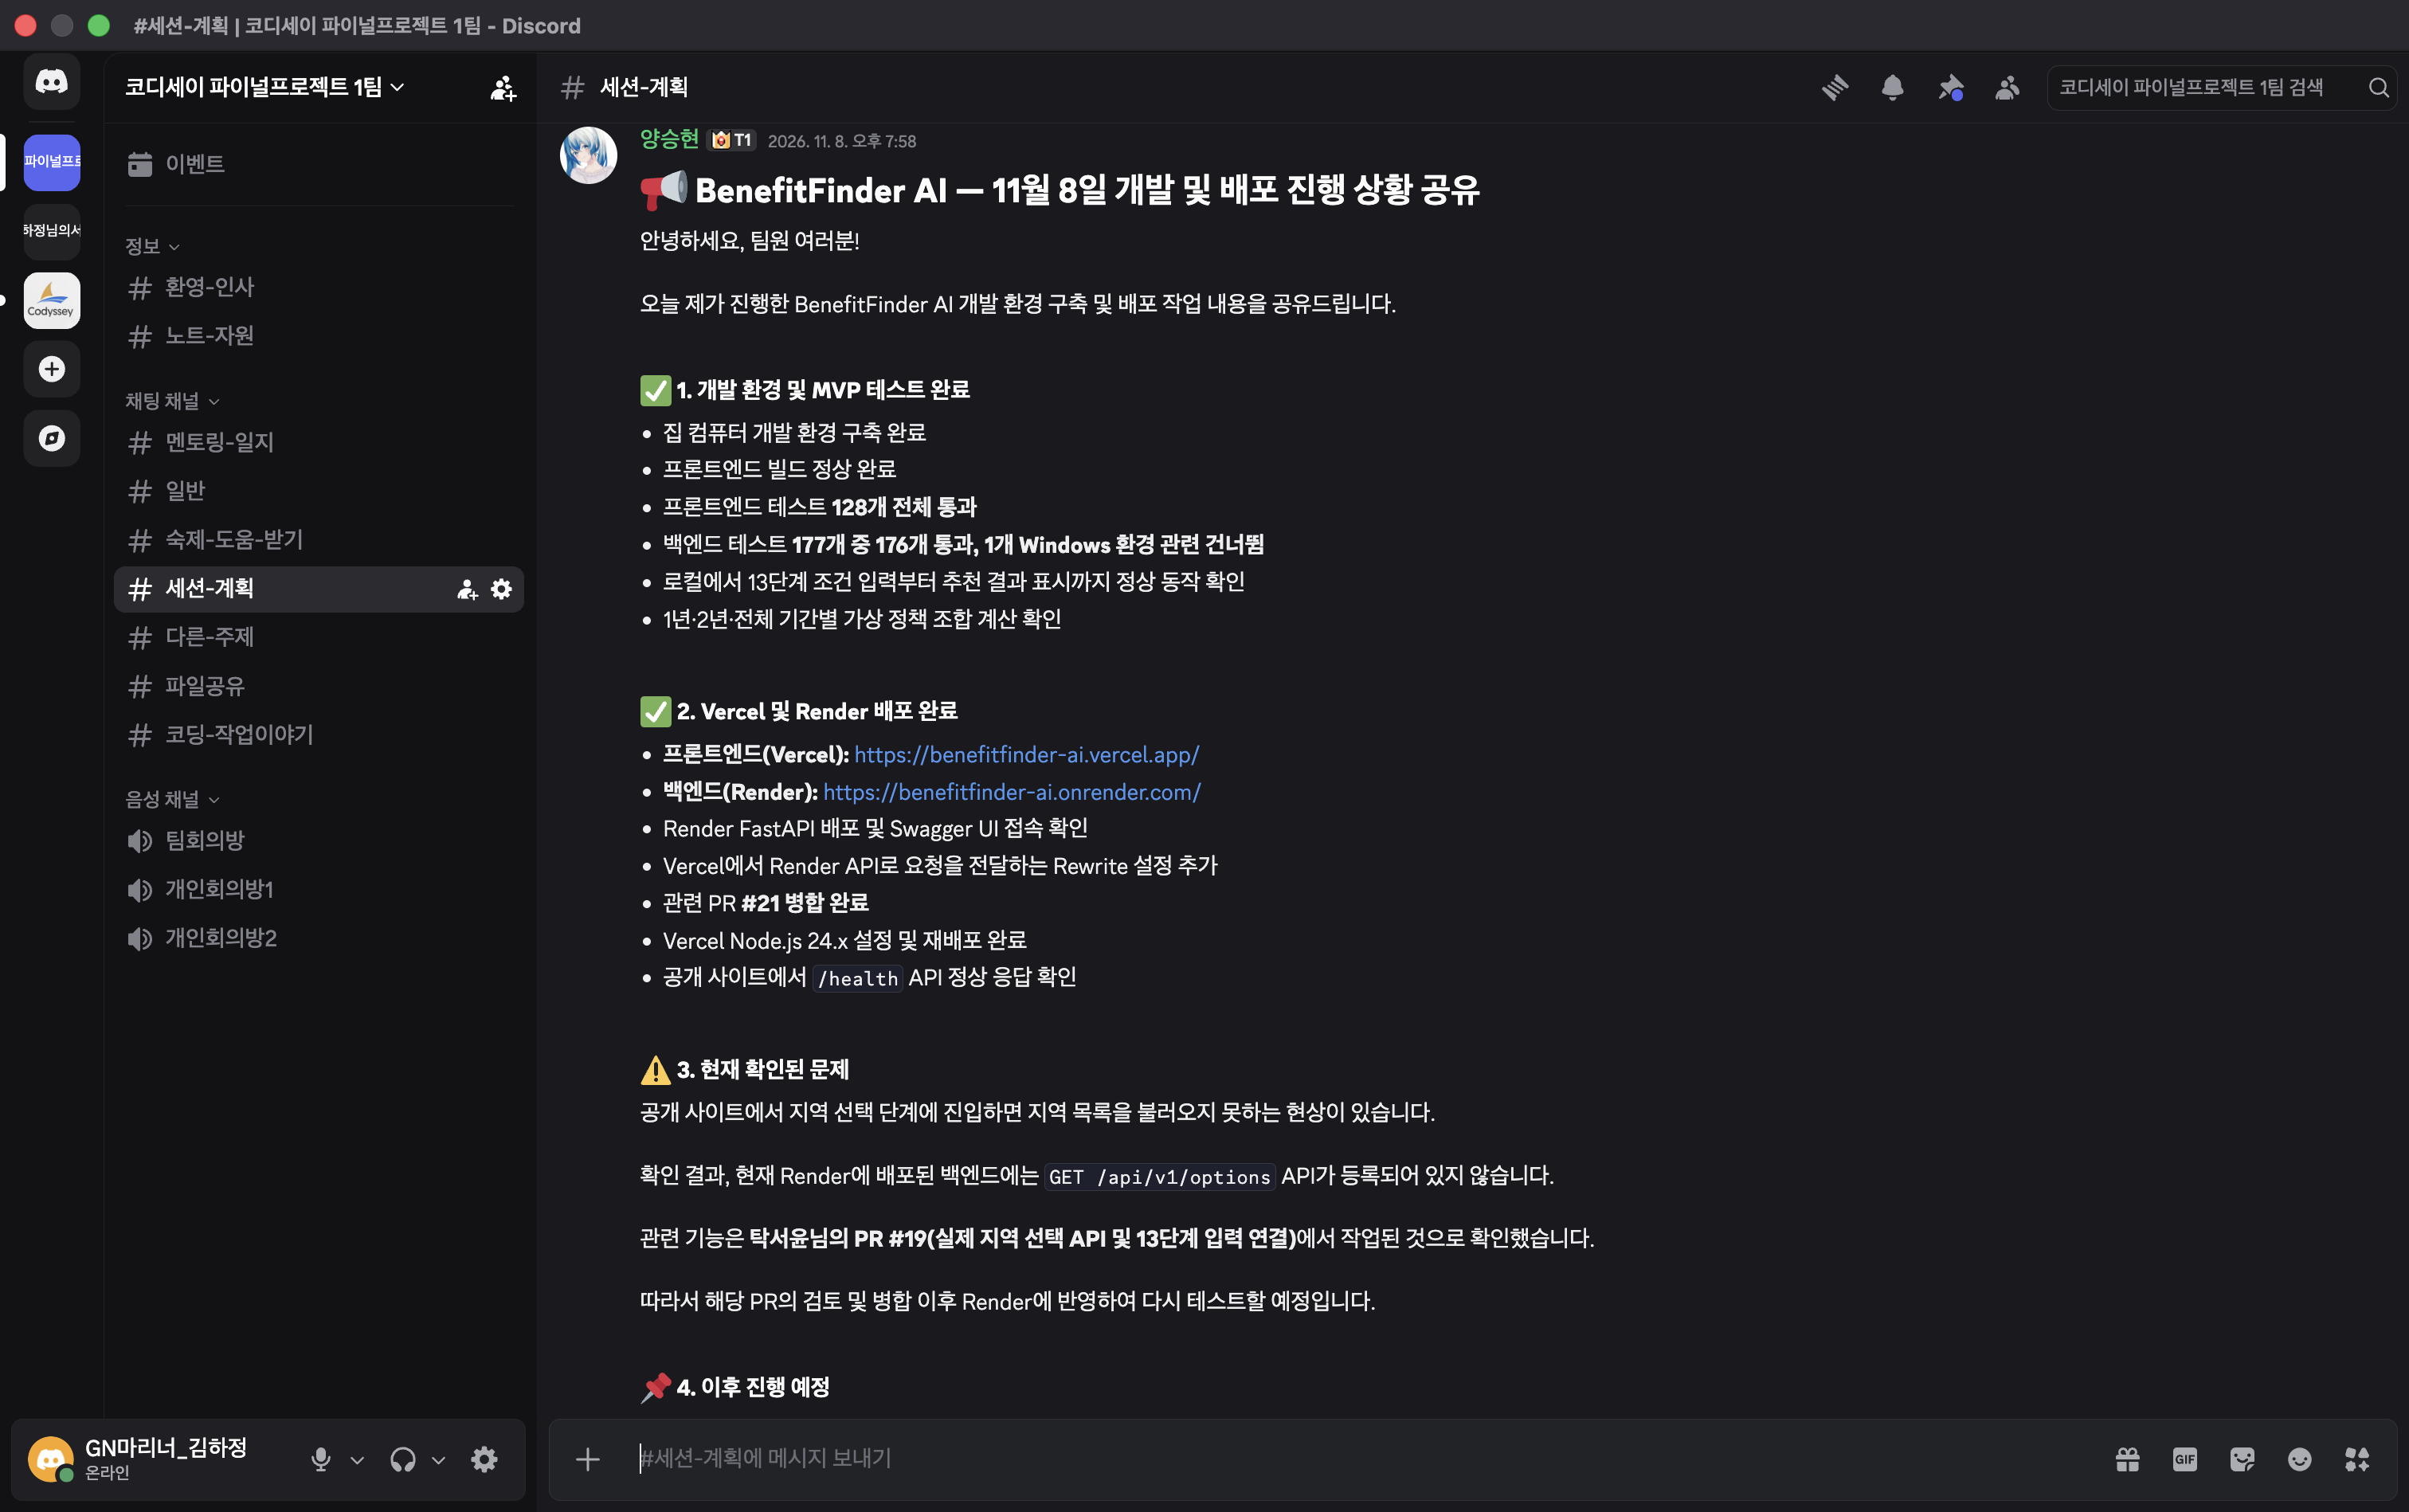 #세션-계획 | 코디세이 파이널프로젝트 1팀 - Discord
코디세이 파이널프로젝트 1팀
# 세션-계획
코디세이 파이널프로젝트 1팀 검색
파이널프로
하정님의서
Codyssey
이벤트
정보
# 환영-인사
# 노트-자원
채팅 채널
# 멘토링-일지
# 일반
# 숙제-도움-받기
# 세션-계획
# 다른-주제
# 파일공유
# 코딩-작업이야기
음성 채널
팀회의방
개인회의방1
개인회의방2
GN마리너_김하정
온라인
양승현 T1 2026. 11. 8. 오후 7:58
📢 BenefitFinder AI — 11월 8일 개발 및 배포 진행 상황 공유
안녕하세요, 팀원 여러분!
오늘 제가 진행한 BenefitFinder AI 개발 환경 구축 및 배포 작업 내용을 공유드립니다.
✅ 1. 개발 환경 및 MVP 테스트 완료
• 집 컴퓨터 개발 환경 구축 완료
• 프론트엔드 빌드 정상 완료
• 프론트엔드 테스트 128개 전체 통과
• 백엔드 테스트 177개 중 176개 통과, 1개 Windows 환경 관련 건너뜀
• 로컬에서 13단계 조건 입력부터 추천 결과 표시까지 정상 동작 확인
• 1년·2년·전체 기간별 가상 정책 조합 계산 확인
✅ 2. Vercel 및 Render 배포 완료
• 프론트엔드(Vercel): https://benefitfinder-ai.vercel.app/
• 백엔드(Render): https://benefitfinder-ai.onrender.com/
• Render FastAPI 배포 및 Swagger UI 접속 확인
• Vercel에서 Render API로 요청을 전달하는 Rewrite 설정 추가
• 관련 PR #21 병합 완료
• Vercel Node.js 24.x 설정 및 재배포 완료
• 공개 사이트에서 /health API 정상 응답 확인
⚠️ 3. 현재 확인된 문제
공개 사이트에서 지역 선택 단계에 진입하면 지역 목록을 불러오지 못하는 현상이 있습니다.
확인 결과, 현재 Render에 배포된 백엔드에는 GET /api/v1/options API가 등록되어 있지 않습니다.
관련 기능은 탁서윤님의 PR #19(실제 지역 선택 API 및 13단계 입력 연결)에서 작업된 것으로 확인했습니다.
따라서 해당 PR의 검토 및 병합 이후 Render에 반영하여 다시 테스트할 예정입니다.
📌 4. 이후 진행 예정
#세션-계획에 메시지 보내기
GIF